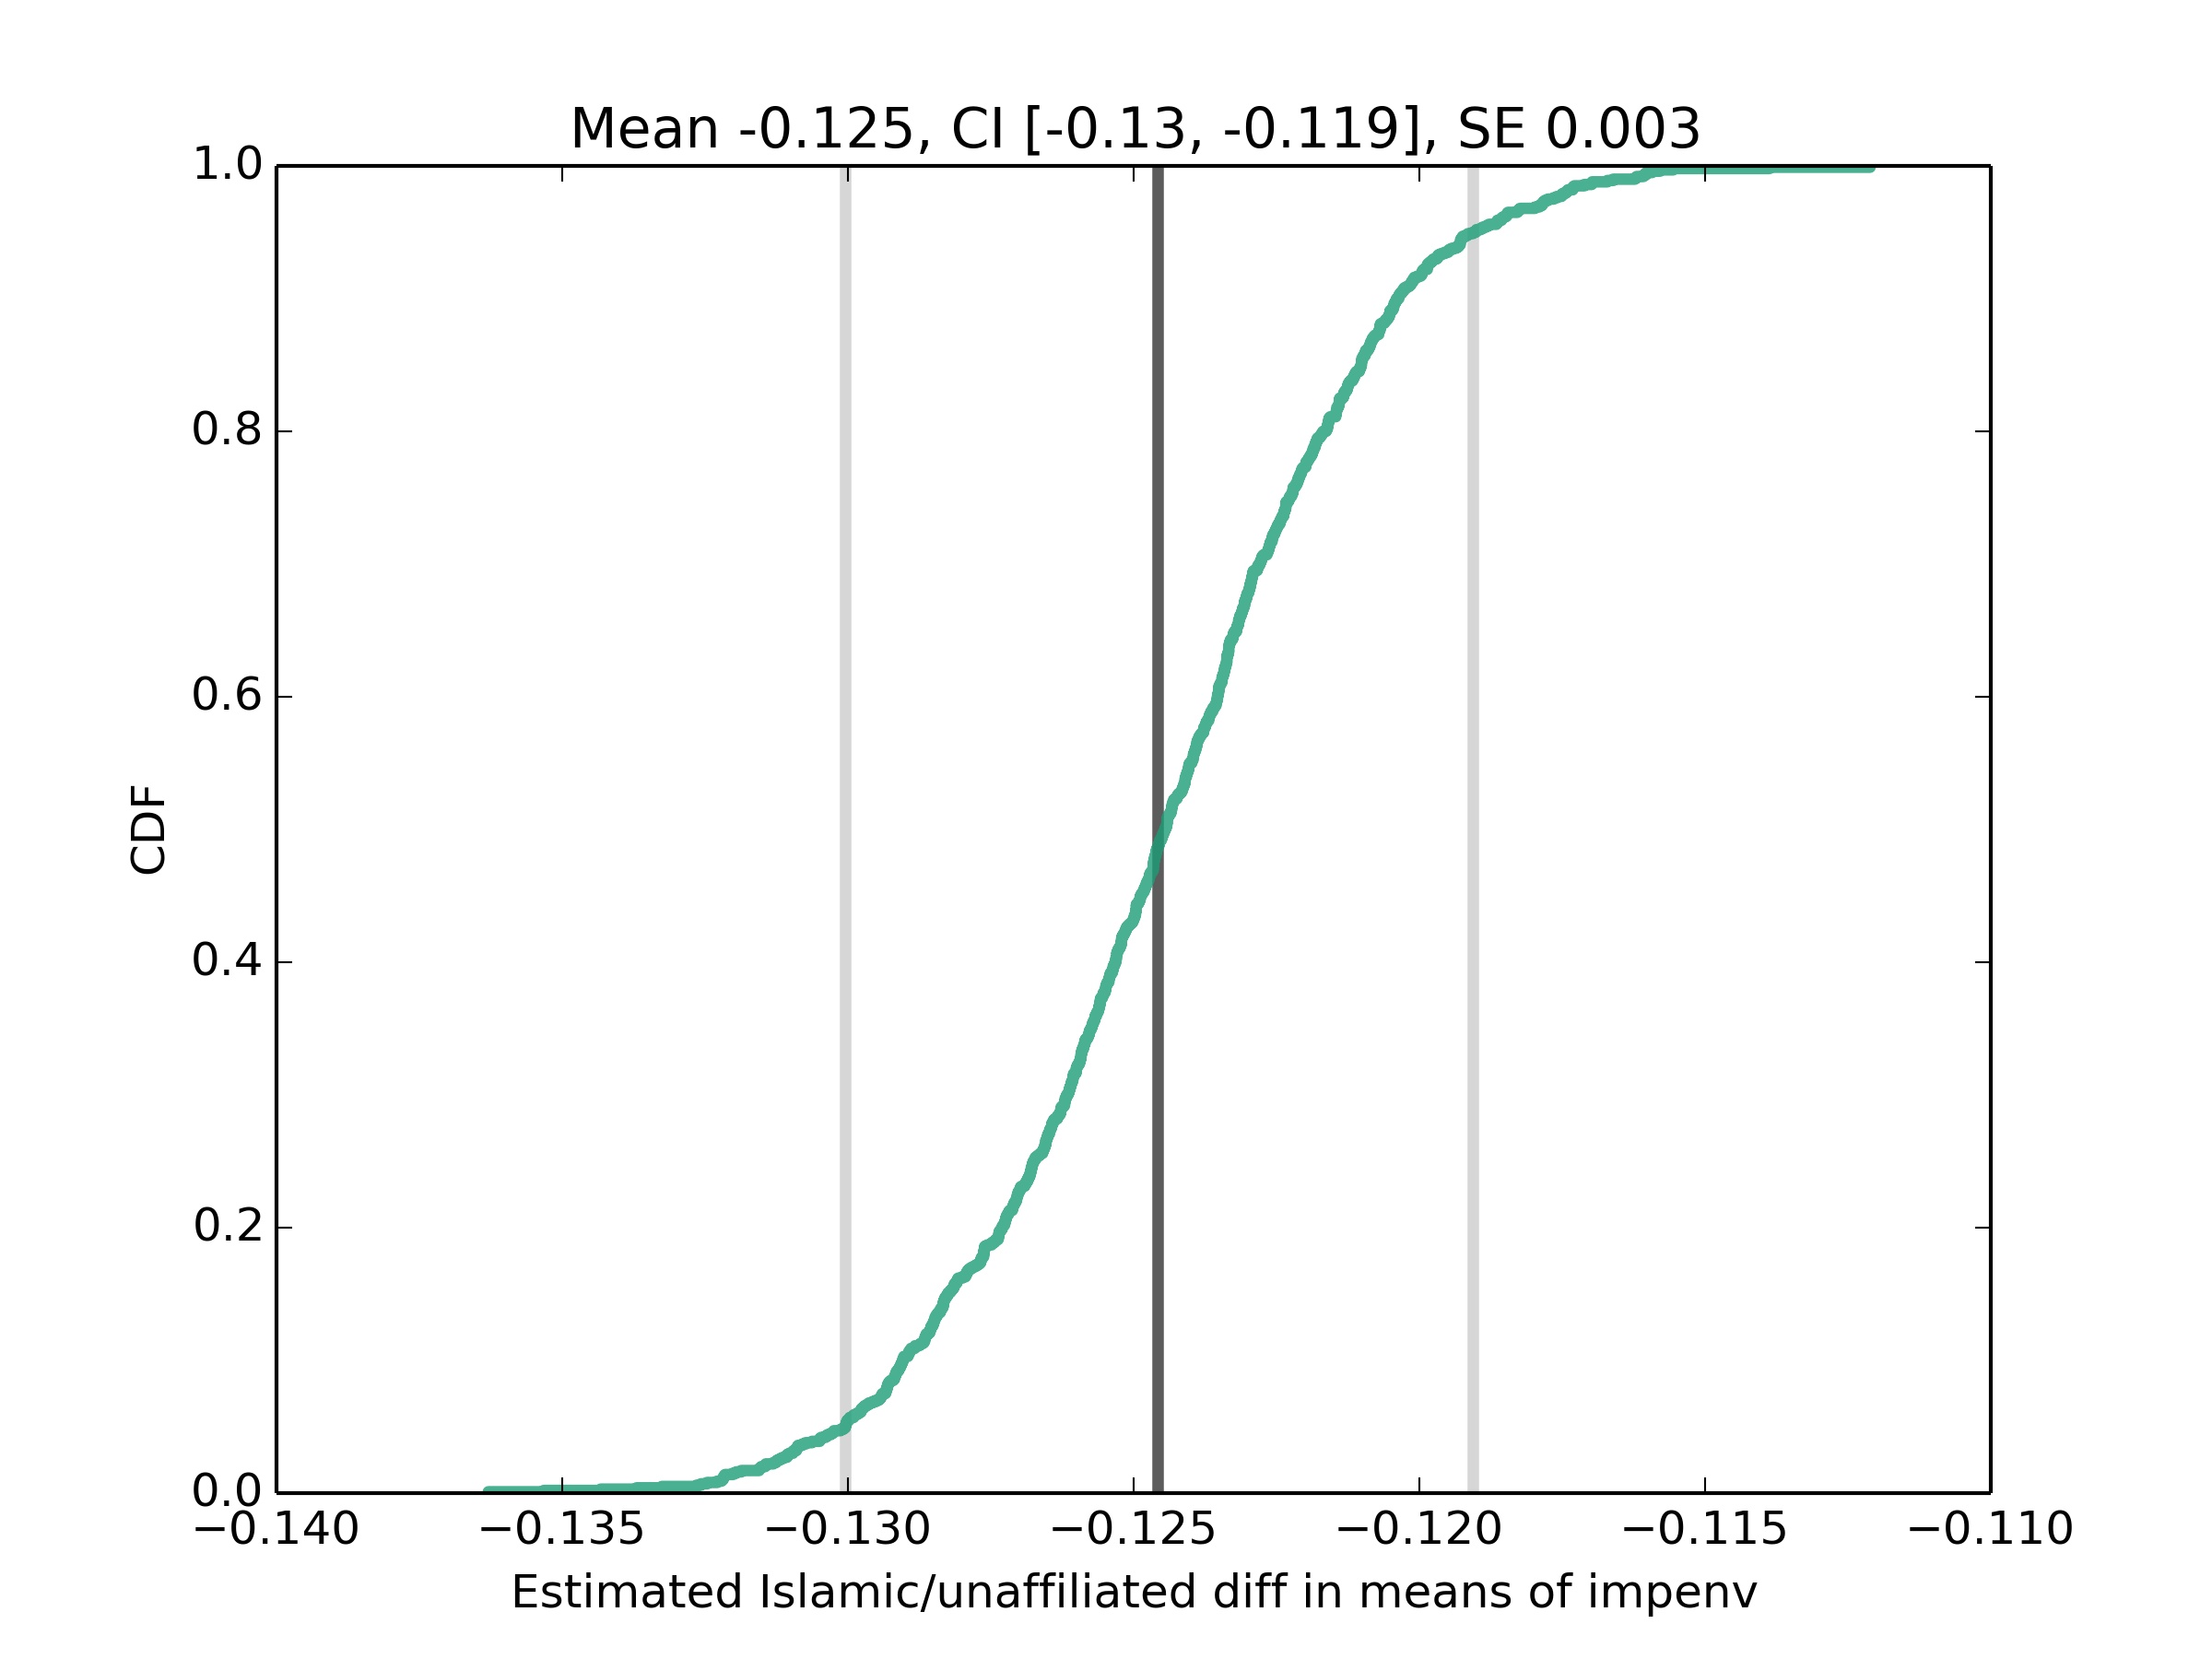 Mean -0.125, CI [-0.13, -0.119], SE 0.003
1.0
0.8
0.6
0.4
0.2
0.0
CDF
−0.140 −0.135 −0.130 −0.125 −0.120 −0.115 −0.110
Estimated Islamic/unaffiliated diff in means of impenv